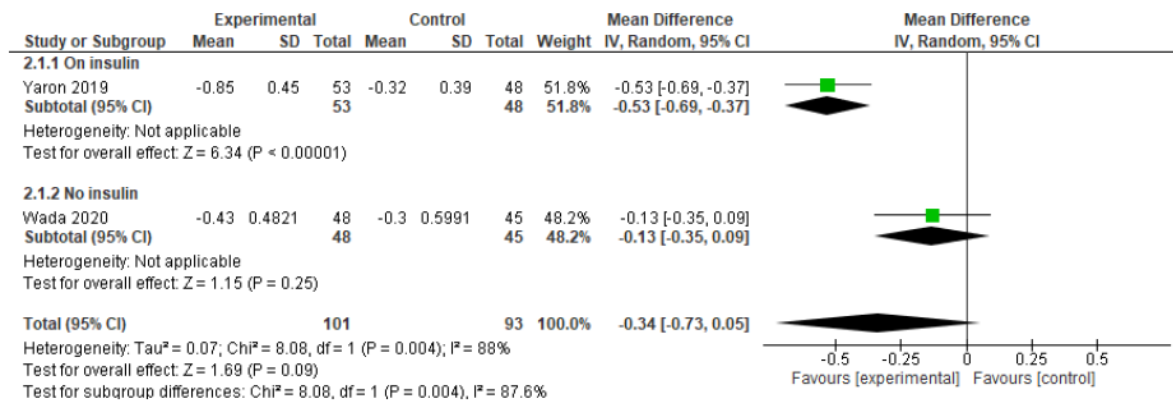 Experimental Control Mean Difference Mean Difference
Study or Subgroup Mean SD Total Mean SD Total Weight IV, Random, 95% CI IV, Random, 95% CI
2.1.1 On insulin
Yaron 2019 -0.85 0.45 53 -0.32 0.39 48 51.8% -0.53 [-0.69, -0.37]
Subtotal (95% CI) 53 48 51.8% -0.53 [-0.69, -0.37]
Heterogeneity: Not applicable
Test for overall effect: Z = 6.34 (P < 0.00001)
2.1.2 No insulin
Wada 2020 -0.43 0.4821 48 -0.3 0.5991 45 48.2% -0.13 [-0.35, 0.09]
Subtotal (95% CI) 48 45 48.2% -0.13 [-0.35, 0.09]
Heterogeneity: Not applicable
Test for overall effect: Z = 1.15 (P = 0.25)
Total (95% CI) 101 93 100.0% -0.34 [-0.73, 0.05]
Heterogeneity: Tau² = 0.07; Chi² = 8.08, df = 1 (P = 0.004); I² = 88%
Test for overall effect: Z = 1.69 (P = 0.09)
Test for subgroup differences: Chi² = 8.08, df = 1 (P = 0.004), I² = 87.6%
-0.5 -0.25 0 0.25 0.5
Favours [experimental] Favours [control]